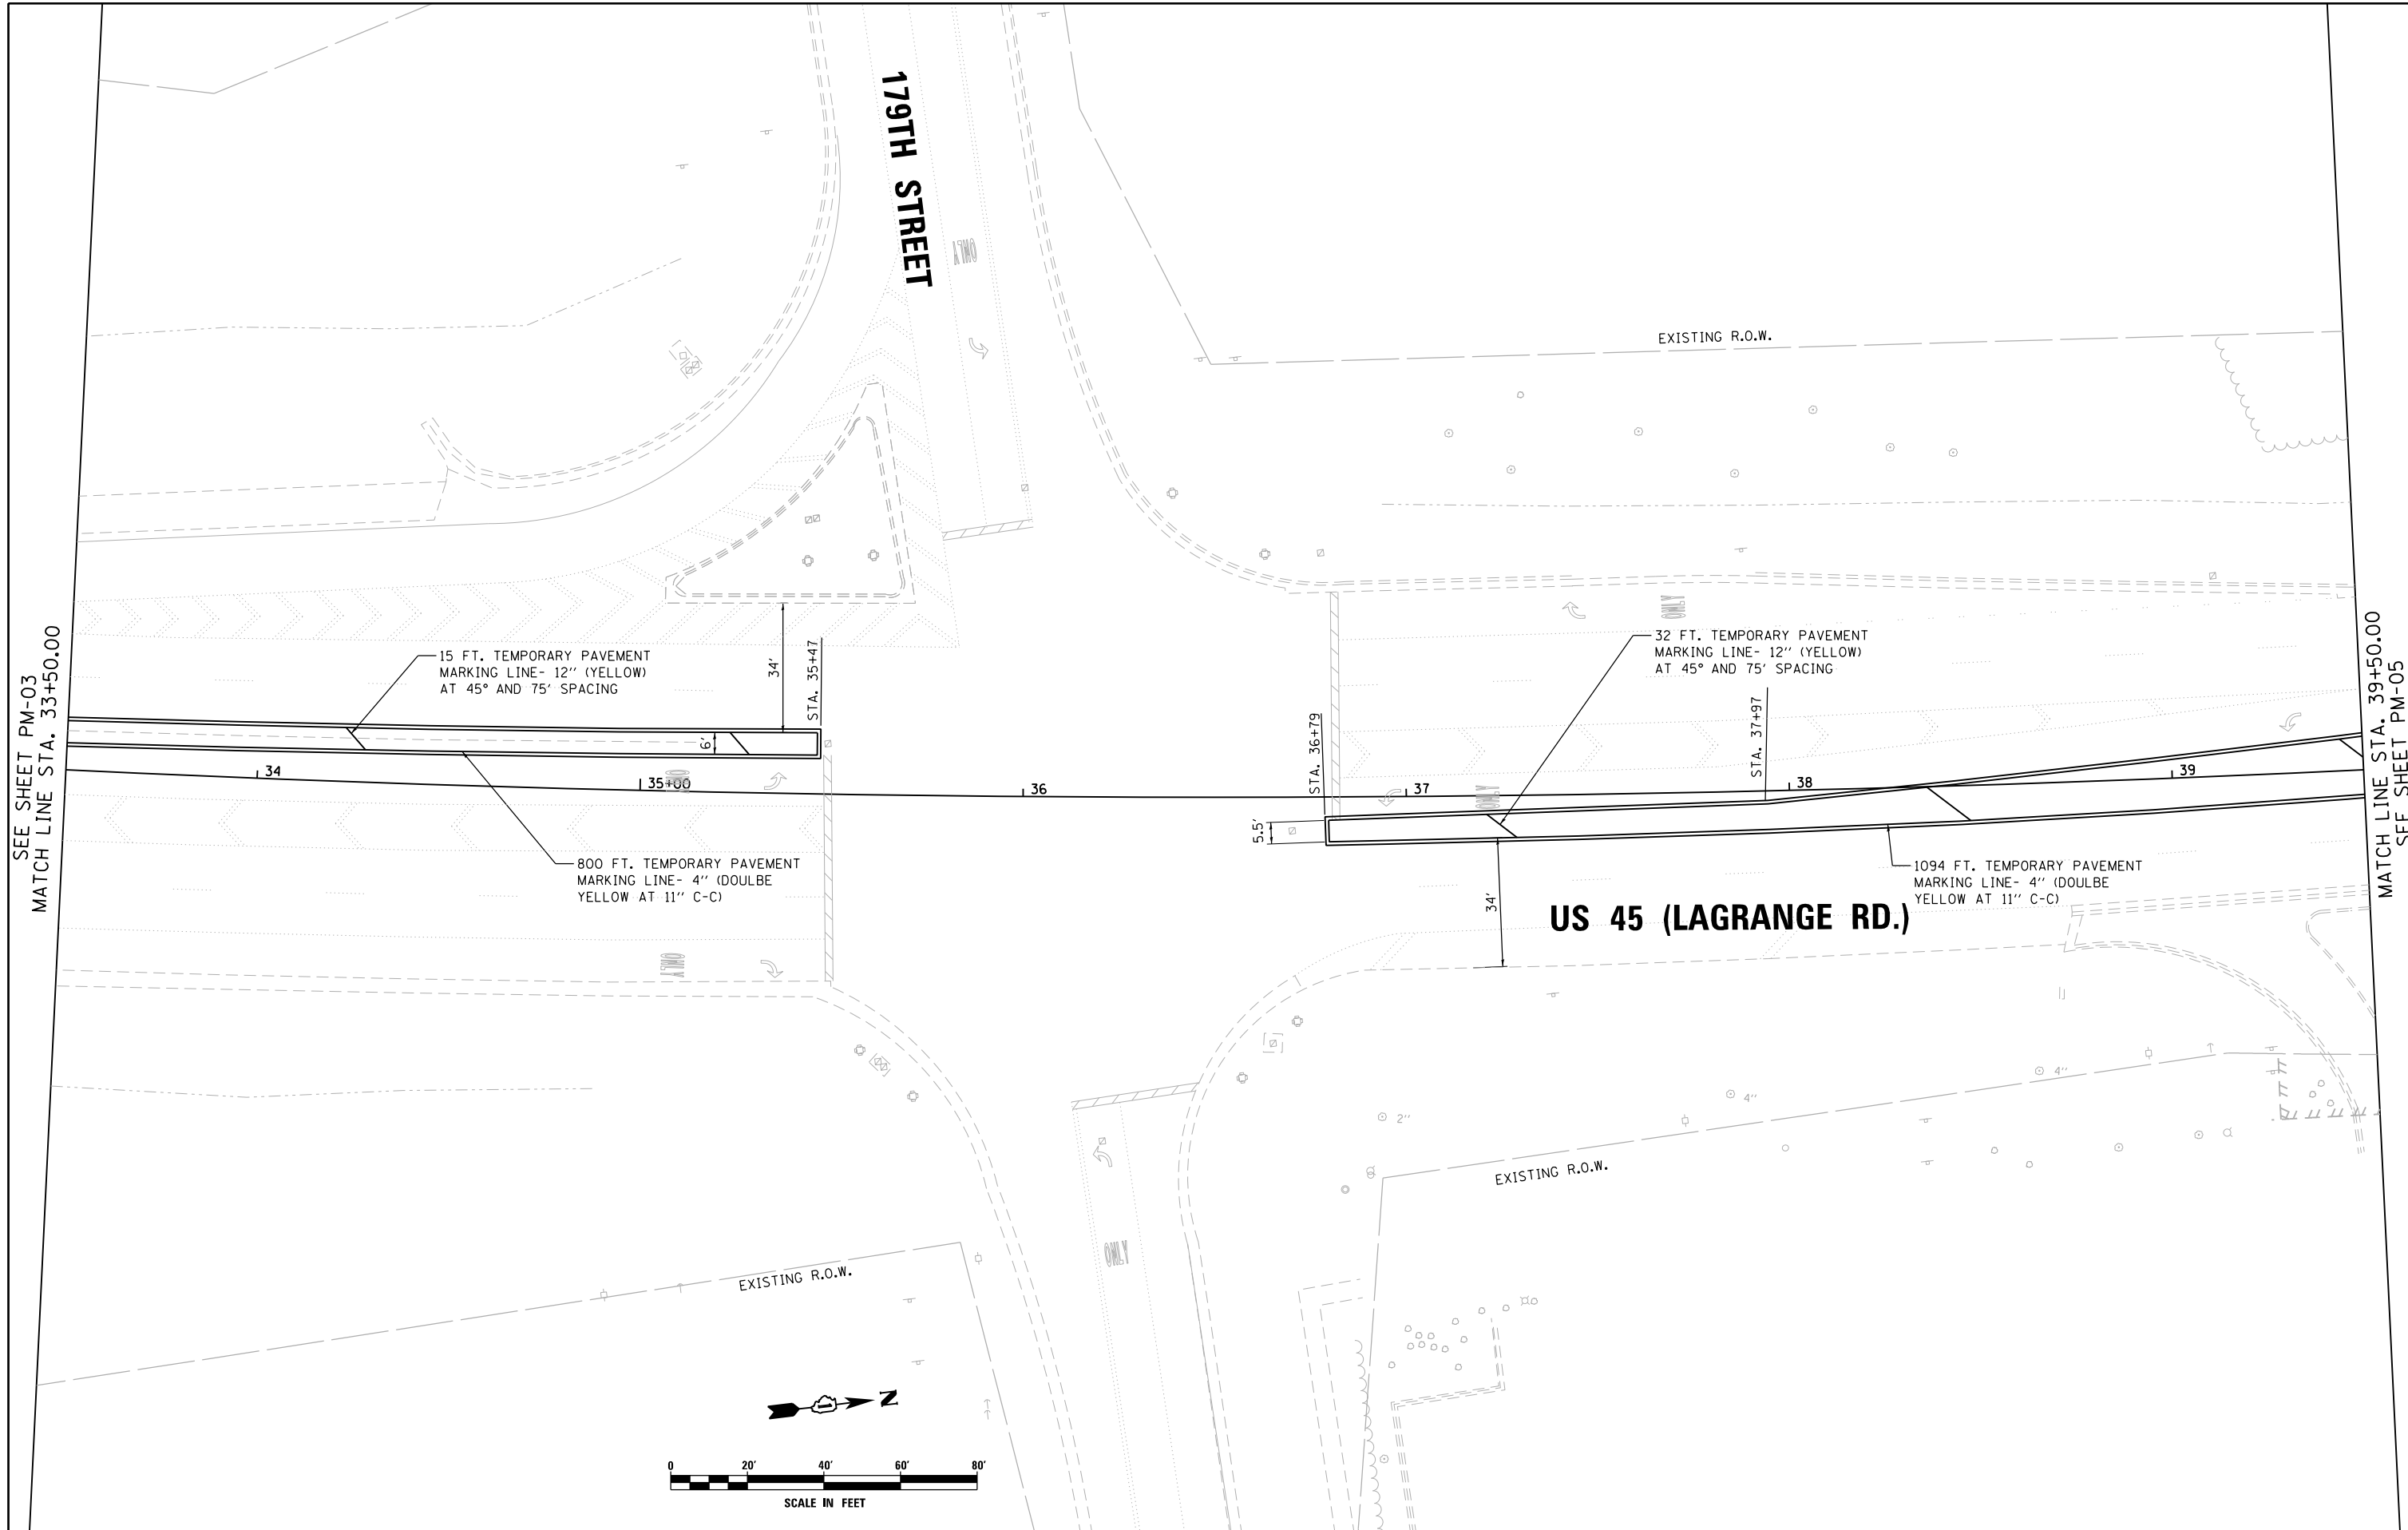 179TH STREET
ONLY
EXISTING R.O.W.
ONLY
32 FT. TEMPORARY PAVEMENT
MARKING LINE- 12'' (YELLOW)
AT 45° AND 75' SPACING
15 FT. TEMPORARY PAVEMENT
MARKING LINE- 12'' (YELLOW)
AT 45° AND 75' SPACING
34'
STA. 35+47
SEE SHEET PM-03
MATCH LINE STA. 33+50.00
MATCH LINE STA. 39+50.00
SEE SHEET PM-05
6'
STA. 36+79
STA. 37+97
34
35+00
36
37
38
39
ONLY
ONLY
5.5'
800 FT. TEMPORARY PAVEMENT
MARKING LINE- 4'' (DOULBE
YELLOW AT 11'' C-C)
1094 FT. TEMPORARY PAVEMENT
MARKING LINE- 4'' (DOULBE
YELLOW AT 11'' C-C)
34'
US 45 (LAGRANGE RD.)
ONLY
4''
4''
2''
EXISTING R.O.W.
ONLY
EXISTING R.O.W.
1
N
0 20' 40' 60' 80'
SCALE IN FEET